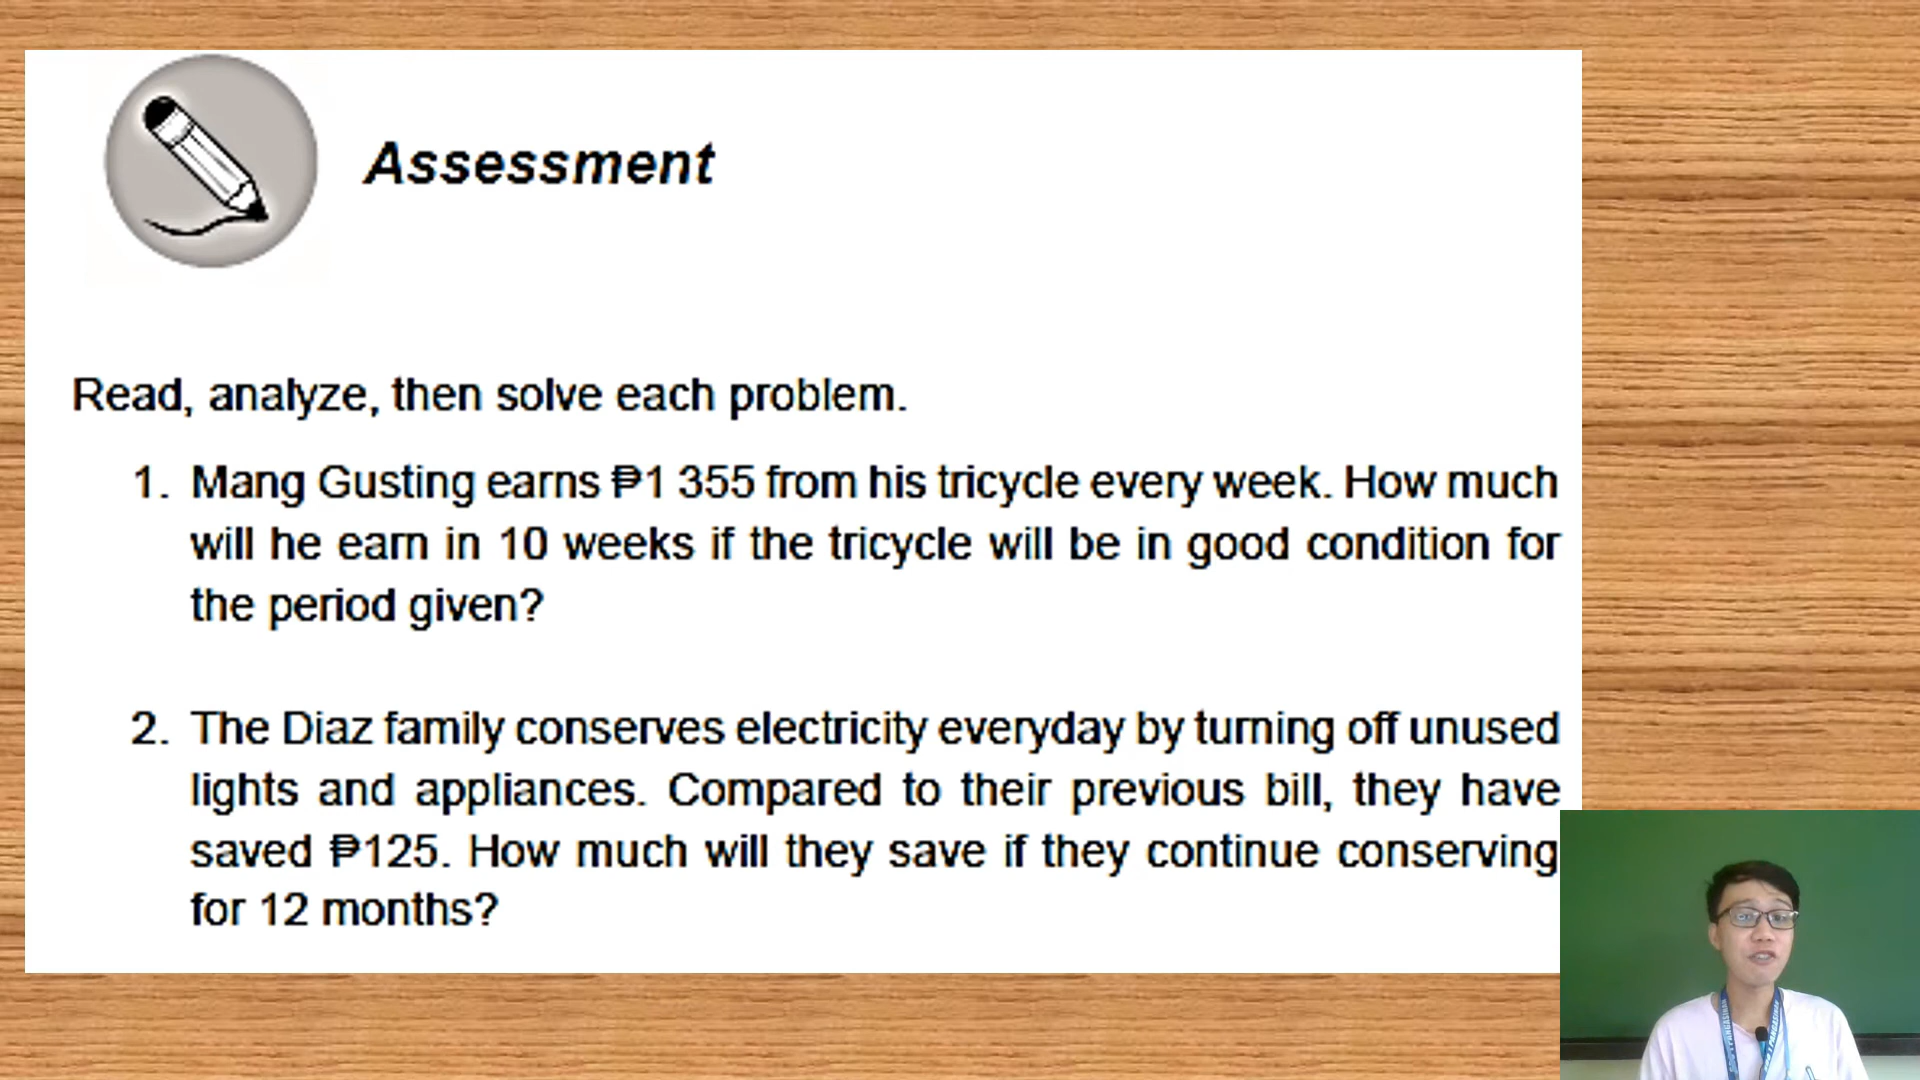 Assessment
Read, analyze, then solve each problem.
1. Mang Gusting earns ₱1 355 from his tricycle every week. How much
will he earn in 10 weeks if the tricycle will be in good condition for
the period given?
2. The Diaz family conserves electricity everyday by turning off unused
lights and appliances. Compared to their previous bill, they have
saved ₱125. How much will they save if they continue conserving
for 12 months?